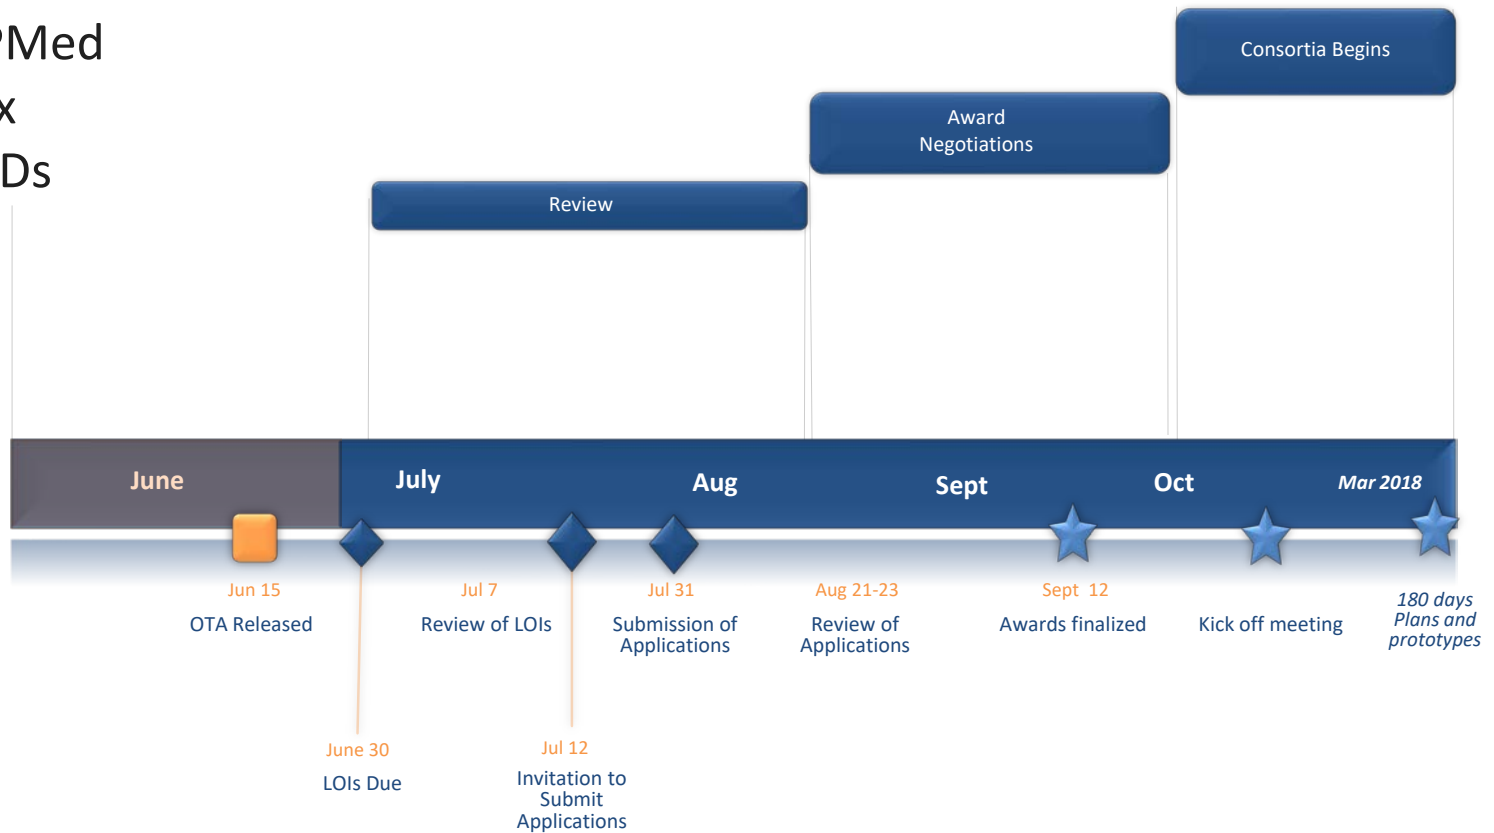 PMed
x
Ds
Consortia Begins
Award
Negotiations
Review
June
July
Aug
Sept
Oct
Mar 2018
Jun 15
OTA Released
Jul 7
Review of LOIs
Jul 31
Submission of
Applications
Aug 21-23
Review of
Applications
Sept 12
Awards finalized
Kick off meeting
180 days
Plans and
prototypes
June 30
LOIs Due
Jul 12
Invitation to
Submit
Applications